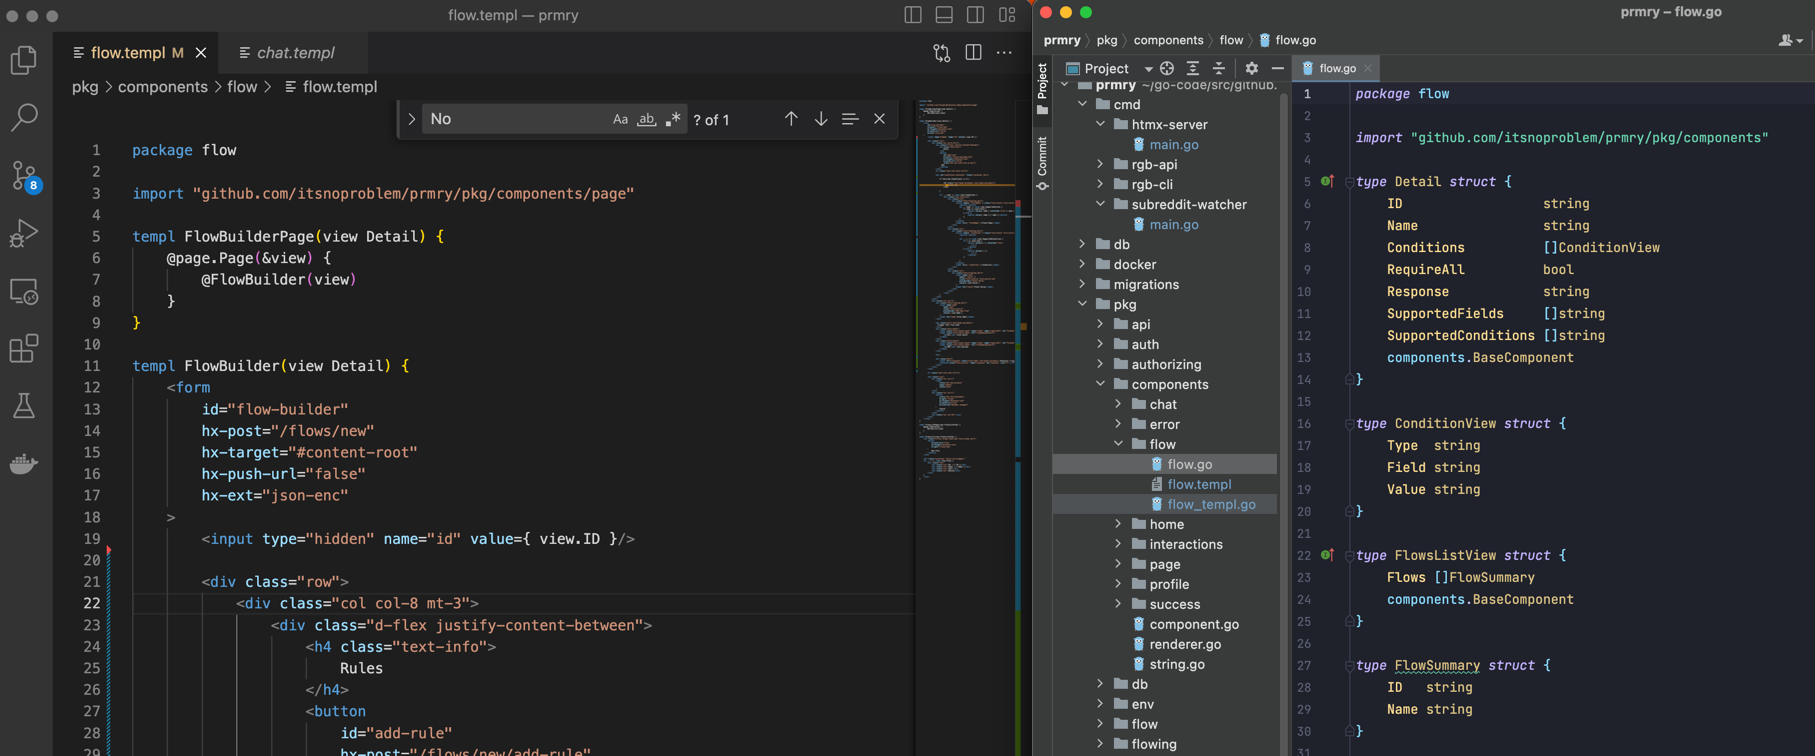 flow.templ — prmry
flow.templ M
chat.templ
pkg > components > flow > flow.templ
No
Aa
ab
? of 1
8
1 package flow
2
3 import "github.com/itsnoproblem/prmry/pkg/components/page"
4
5 templ FlowBuilderPage(view Detail) {
6 @page.Page(&view) {
7 @FlowBuilder(view)
8 }
9 }
10
11 templ FlowBuilder(view Detail) {
12 <form
13 id="flow-builder"
14 hx-post="/flows/new"
15 hx-target="#content-root"
16 hx-push-url="false"
17 hx-ext="json-enc"
18 >
19 <input type="hidden" name="id" value={ view.ID }/>
20
21 <div class="row">
22 <div class="col col-8 mt-3">
23 <div class="d-flex justify-content-between">
24 <h4 class="text-info">
25 Rules
26 </h4>
27 <button
28 id="add-rule"
29 hx-post="/flows/new/add-rule"
prmry – flow.go
prmry > pkg > components > flow > flow.go
Project
Commit
Project
prmry ~/go-code/src/github.
cmd
htmx-server
main.go
rgb-api
rgb-cli
subreddit-watcher
main.go
db
docker
migrations
pkg
api
auth
authorizing
components
chat
error
flow
flow.go
flow.templ
flow_templ.go
home
interactions
page
profile
success
component.go
renderer.go
string.go
db
env
flow
flowing
flow.go
1 package flow
2
3 import "github.com/itsnoproblem/prmry/pkg/components"
4
5 type Detail struct {
6 ID string
7 Name string
8 Conditions []ConditionView
9 RequireAll bool
10 Response string
11 SupportedFields []string
12 SupportedConditions []string
13 components.BaseComponent
14 }
15
16 type ConditionView struct {
17 Type string
18 Field string
19 Value string
20 }
21
22 type FlowsListView struct {
23 Flows []FlowSummary
24 components.BaseComponent
25 }
26
27 type FlowSummary struct {
28 ID string
29 Name string
30 }
31